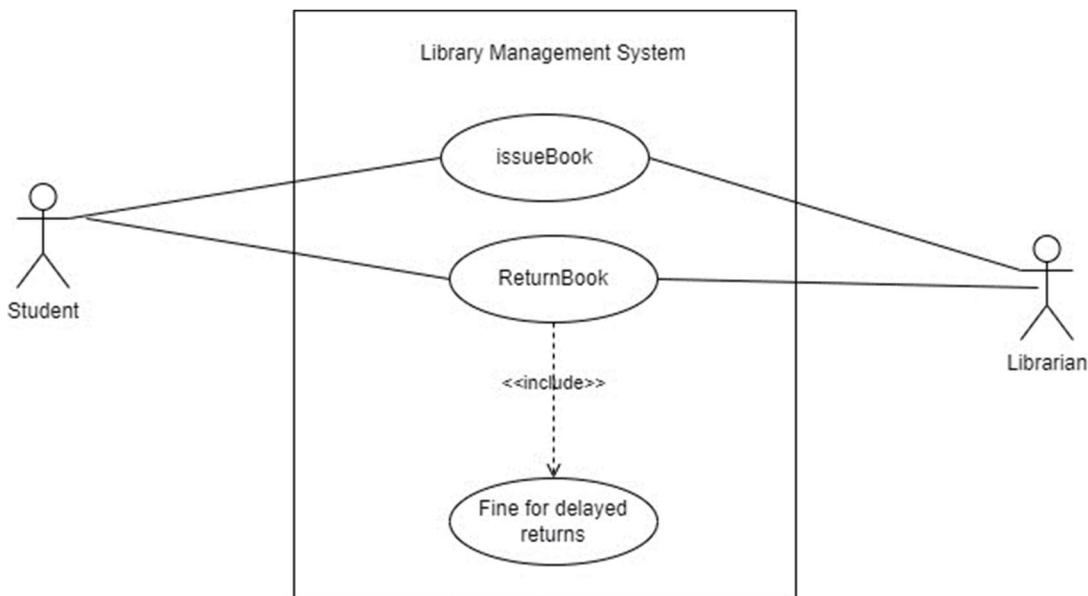 Library Management System
issueBook
ReturnBook
Student
<<include>>
Librarian
Fine for delayed
returns